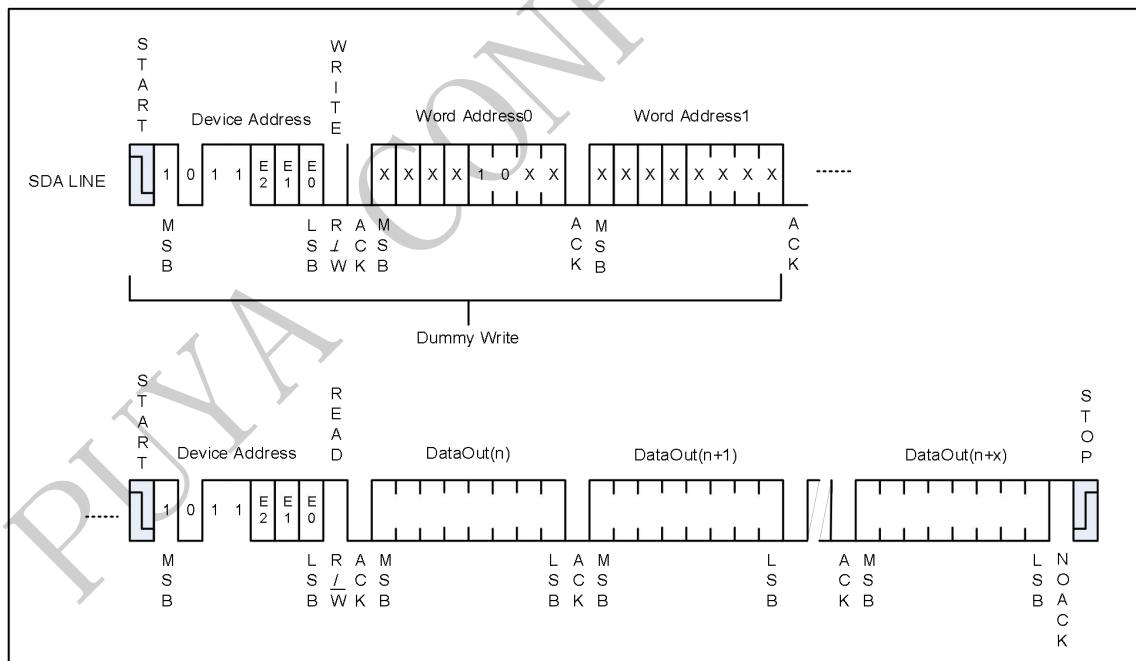 PUYA CONF
START
WRITE
Device Address
Word Address0
Word Address1
SDA LINE
1 0 1 1 E2 E1 E0
X X X X 1 0 X X
X X X X X X X X
MSB
LSB
R/W
ACK
MSB
ACK
MSB
ACK
Dummy Write
START
READ
STOP
Device Address
DataOut(n)
DataOut(n+1)
DataOut(n+x)
1 0 1 1 E2 E1 E0
MSB
LSB
R/W
ACK
MSB
LSB
ACK
MSB
LSB
ACK
MSB
LSB
NOACK